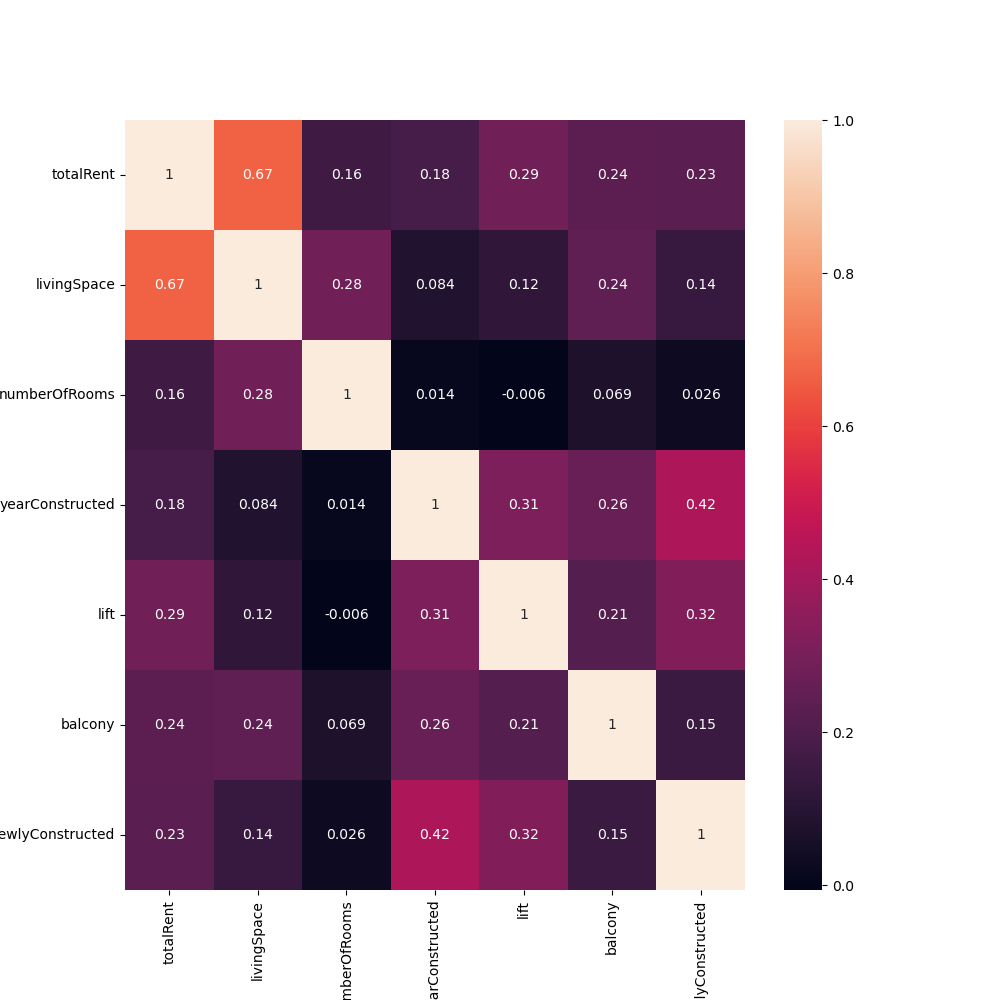 totalRent 1 0.67 0.16 0.18 0.29 0.24 0.23
livingSpace 0.67 1 0.28 0.084 0.12 0.24 0.14
numberOfRooms 0.16 0.28 1 0.014 -0.006 0.069 0.026
yearConstructed 0.18 0.084 0.014 1 0.31 0.26 0.42
lift 0.29 0.12 -0.006 0.31 1 0.21 0.32
balcony 0.24 0.24 0.069 0.26 0.21 1 0.15
ewlyConstructed 0.23 0.14 0.026 0.42 0.32 0.15 1
totalRent
livingSpace
mberOfRooms
arConstructed
lift
balcony
lyConstructed
1.0
0.8
0.6
0.4
0.2
0.0